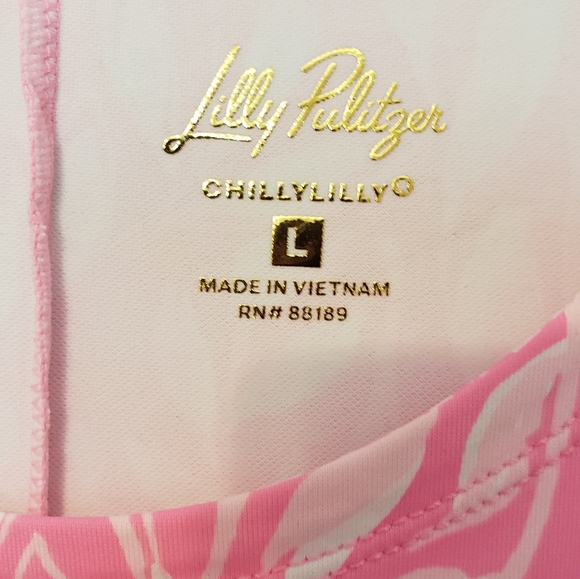 Lilly Pulitzer
CHILLYLILLY
L
MADE IN VIETNAM
RN# 88189